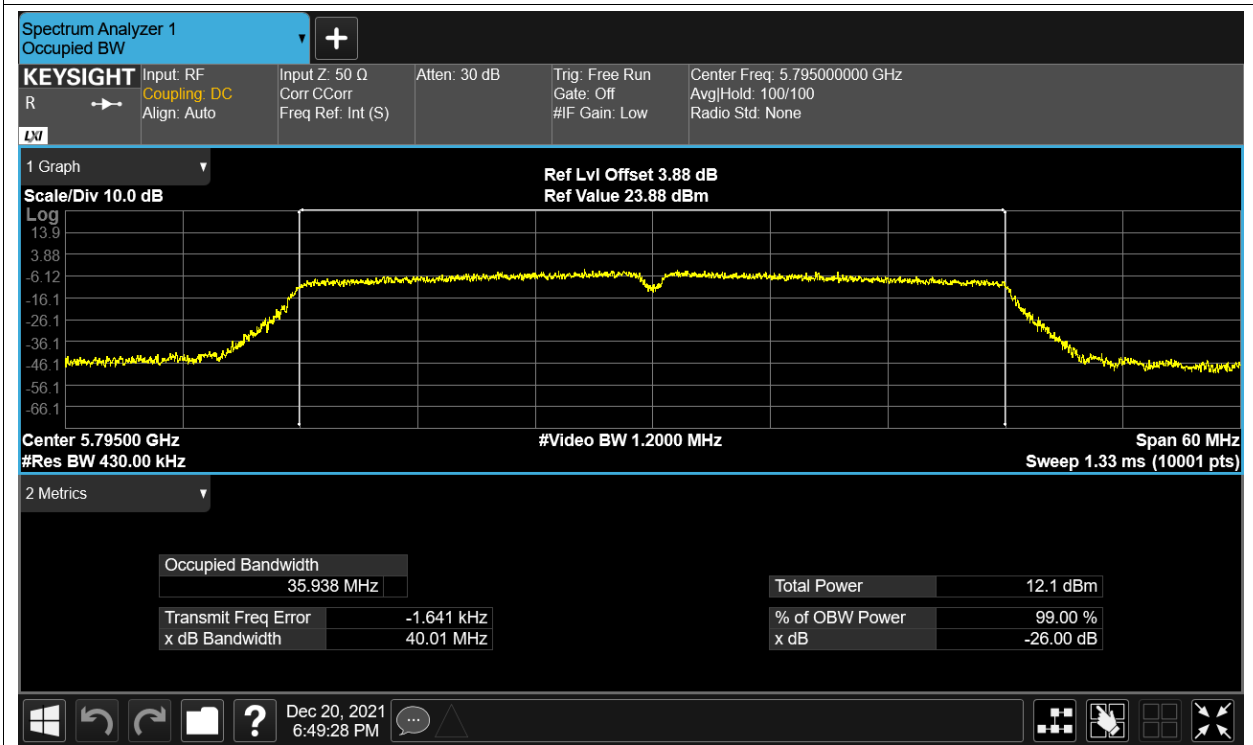 Spectrum Analyzer 1
Occupied BW
KEYSIGHT
R
LXI
Input: RF
Coupling: DC
Align: Auto
Input Z: 50 Ω
Corr CCorr
Freq Ref: Int (S)
Atten: 30 dB
Trig: Free Run
Gate: Off
#IF Gain: Low
Center Freq: 5.795000000 GHz
Avg|Hold: 100/100
Radio Std: None
1 Graph
Scale/Div 10.0 dB
Ref Lvl Offset 3.88 dB
Ref Value 23.88 dBm
Log
13.9
3.88
-6.12
-16.1
-26.1
-36.1
-46.1
-56.1
-66.1
Center 5.79500 GHz
#Video BW 1.2000 MHz
Span 60 MHz
#Res BW 430.00 kHz
Sweep 1.33 ms (10001 pts)
2 Metrics
Occupied Bandwidth
35.938 MHz
Transmit Freq Error -1.641 kHz
x dB Bandwidth 40.01 MHz
Total Power 12.1 dBm
% of OBW Power 99.00 %
x dB -26.00 dB
?
Dec 20, 2021
6:49:28 PM